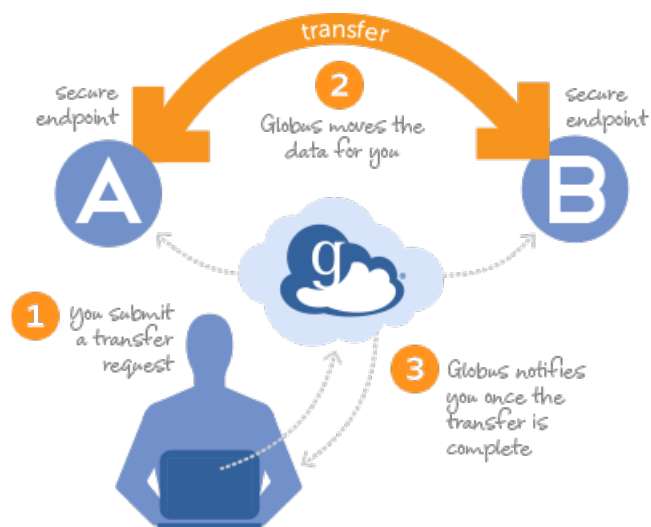 transfer
2
secure
endpoint
Globus moves the
data for you
secure
endpoint
A
B
g
1
You submit
a transfer
request
3
Globus notifies
you once the
transfer is
complete